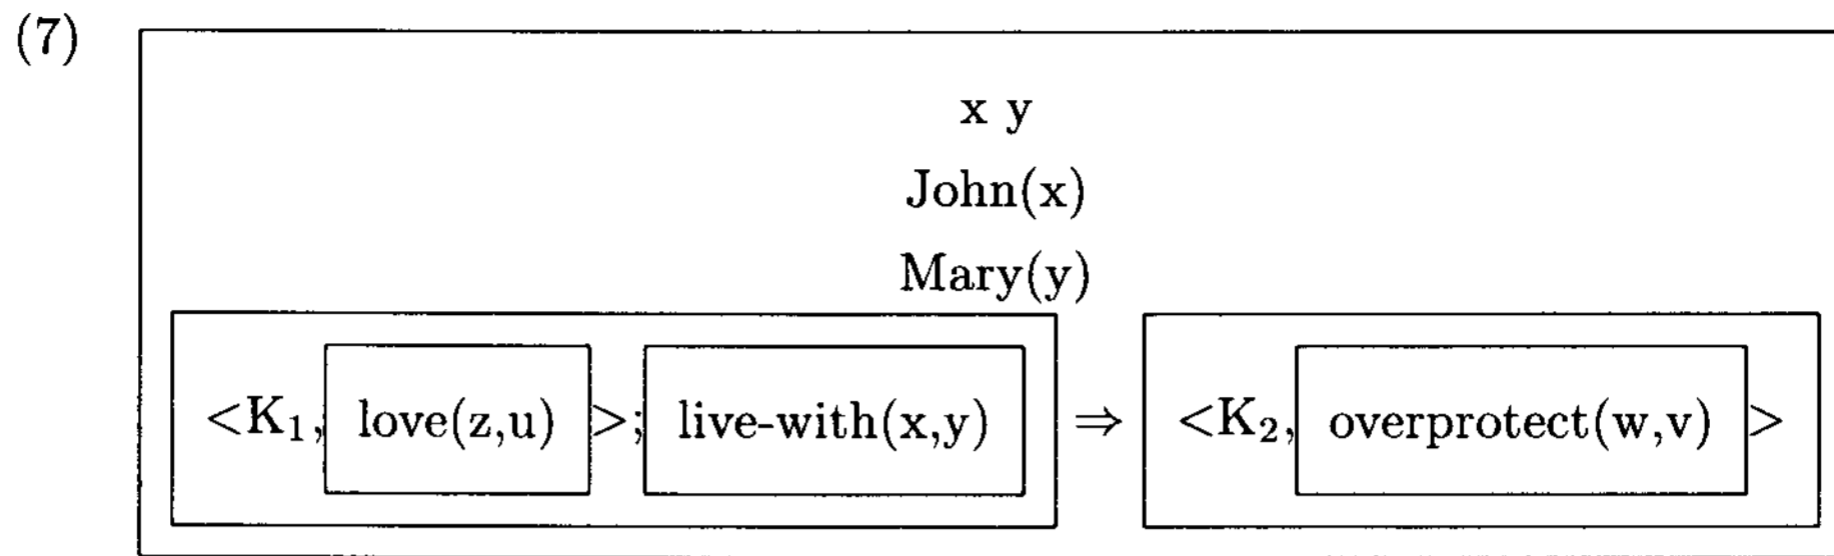 (7)
x y
John(x)
Mary(y)
<K₁, love(z,u) >; live-with(x,y) ⇒ <K₂, overprotect(w,v) >